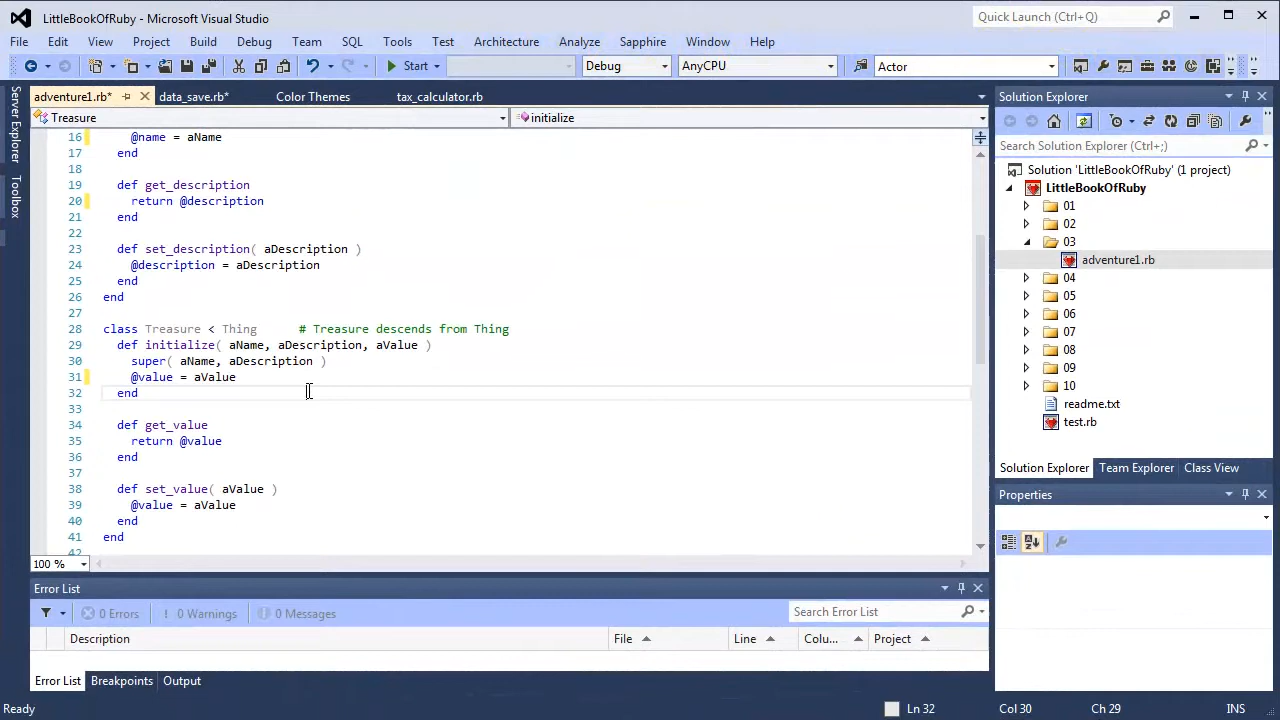 LittleBookOfRuby - Microsoft Visual Studio
Quick Launch (Ctrl+Q)
File Edit View Project Build Debug Team SQL Tools Test Architecture Analyze Sapphire Window Help
Start Debug AnyCPU Actor
adventure1.rb* data_save.rb* Color Themes tax_calculator.rb
Treasure initialize
16 @name = aName
17 end
18
19 def get_description
20 return @description
21 end
22
23 def set_description( aDescription )
24 @description = aDescription
25 end
26 end
27
28 class Treasure < Thing # Treasure descends from Thing
29 def initialize( aName, aDescription, aValue )
30 super( aName, aDescription )
31 @value = aValue
32 end
33
34 def get_value
35 return @value
36 end
37
38 def set_value( aValue )
39 @value = aValue
40 end
41 end
42
100 %
Server Explorer
Toolbox
Solution Explorer
Search Solution Explorer (Ctrl+;)
Solution 'LittleBookOfRuby' (1 project)
LittleBookOfRuby
01
02
03
adventure1.rb
04
05
06
07
08
09
10
readme.txt
test.rb
Solution Explorer Team Explorer Class View
Properties
Error List
0 Errors 0 Warnings 0 Messages Search Error List
Description File Line Colu... Project
Error List Breakpoints Output
Ready Ln 32 Col 30 Ch 29 INS